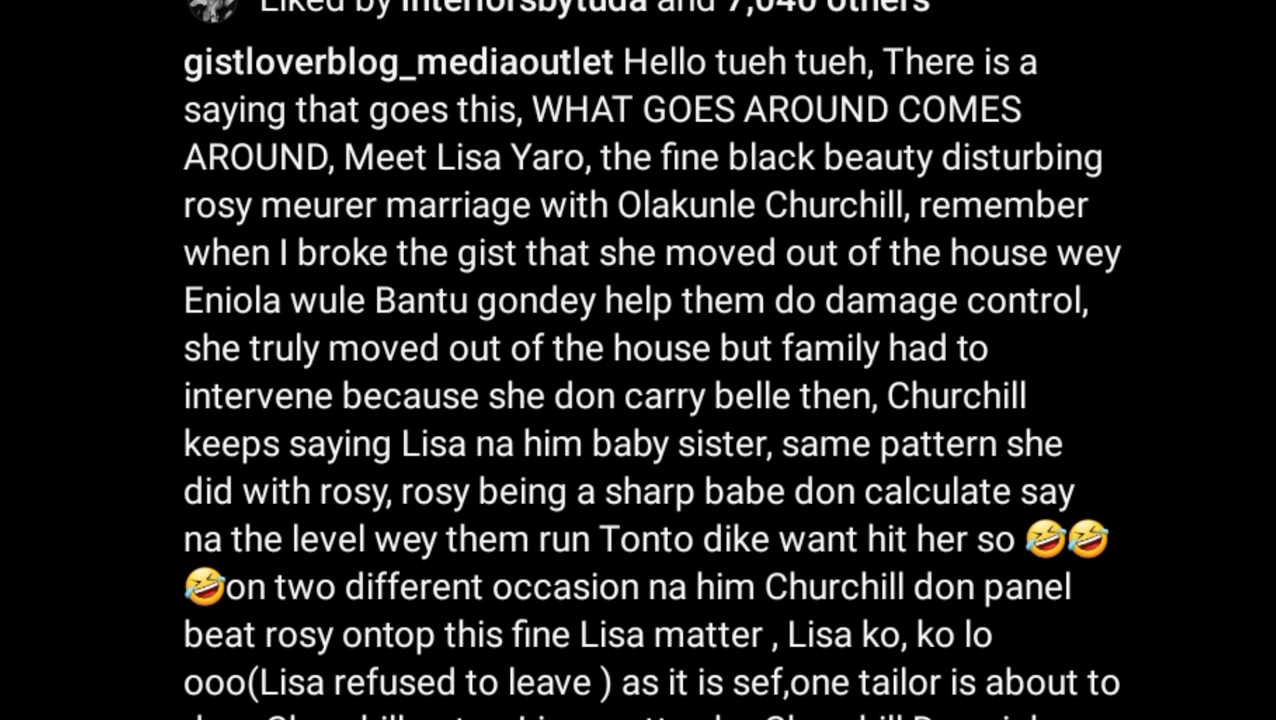 Liked by interiorsbytuda and 7,040 others
gistloverblog_mediaoutlet Hello tueh tueh, There is a
saying that goes this, WHAT GOES AROUND COMES
AROUND, Meet Lisa Yaro, the fine black beauty disturbing
rosy meurer marriage with Olakunle Churchill, remember
when I broke the gist that she moved out of the house wey
Eniola wule Bantu gondey help them do damage control,
she truly moved out of the house but family had to
intervene because she don carry belle then, Churchill
keeps saying Lisa na him baby sister, same pattern she
did with rosy, rosy being a sharp babe don calculate say
na the level wey them run Tonto dike want hit her so 🤣🤣
🤣on two different occasion na him Churchill don panel
beat rosy ontop this fine Lisa matter , Lisa ko, ko lo
ooo(Lisa refused to leave ) as it is sef,one tailor is about to